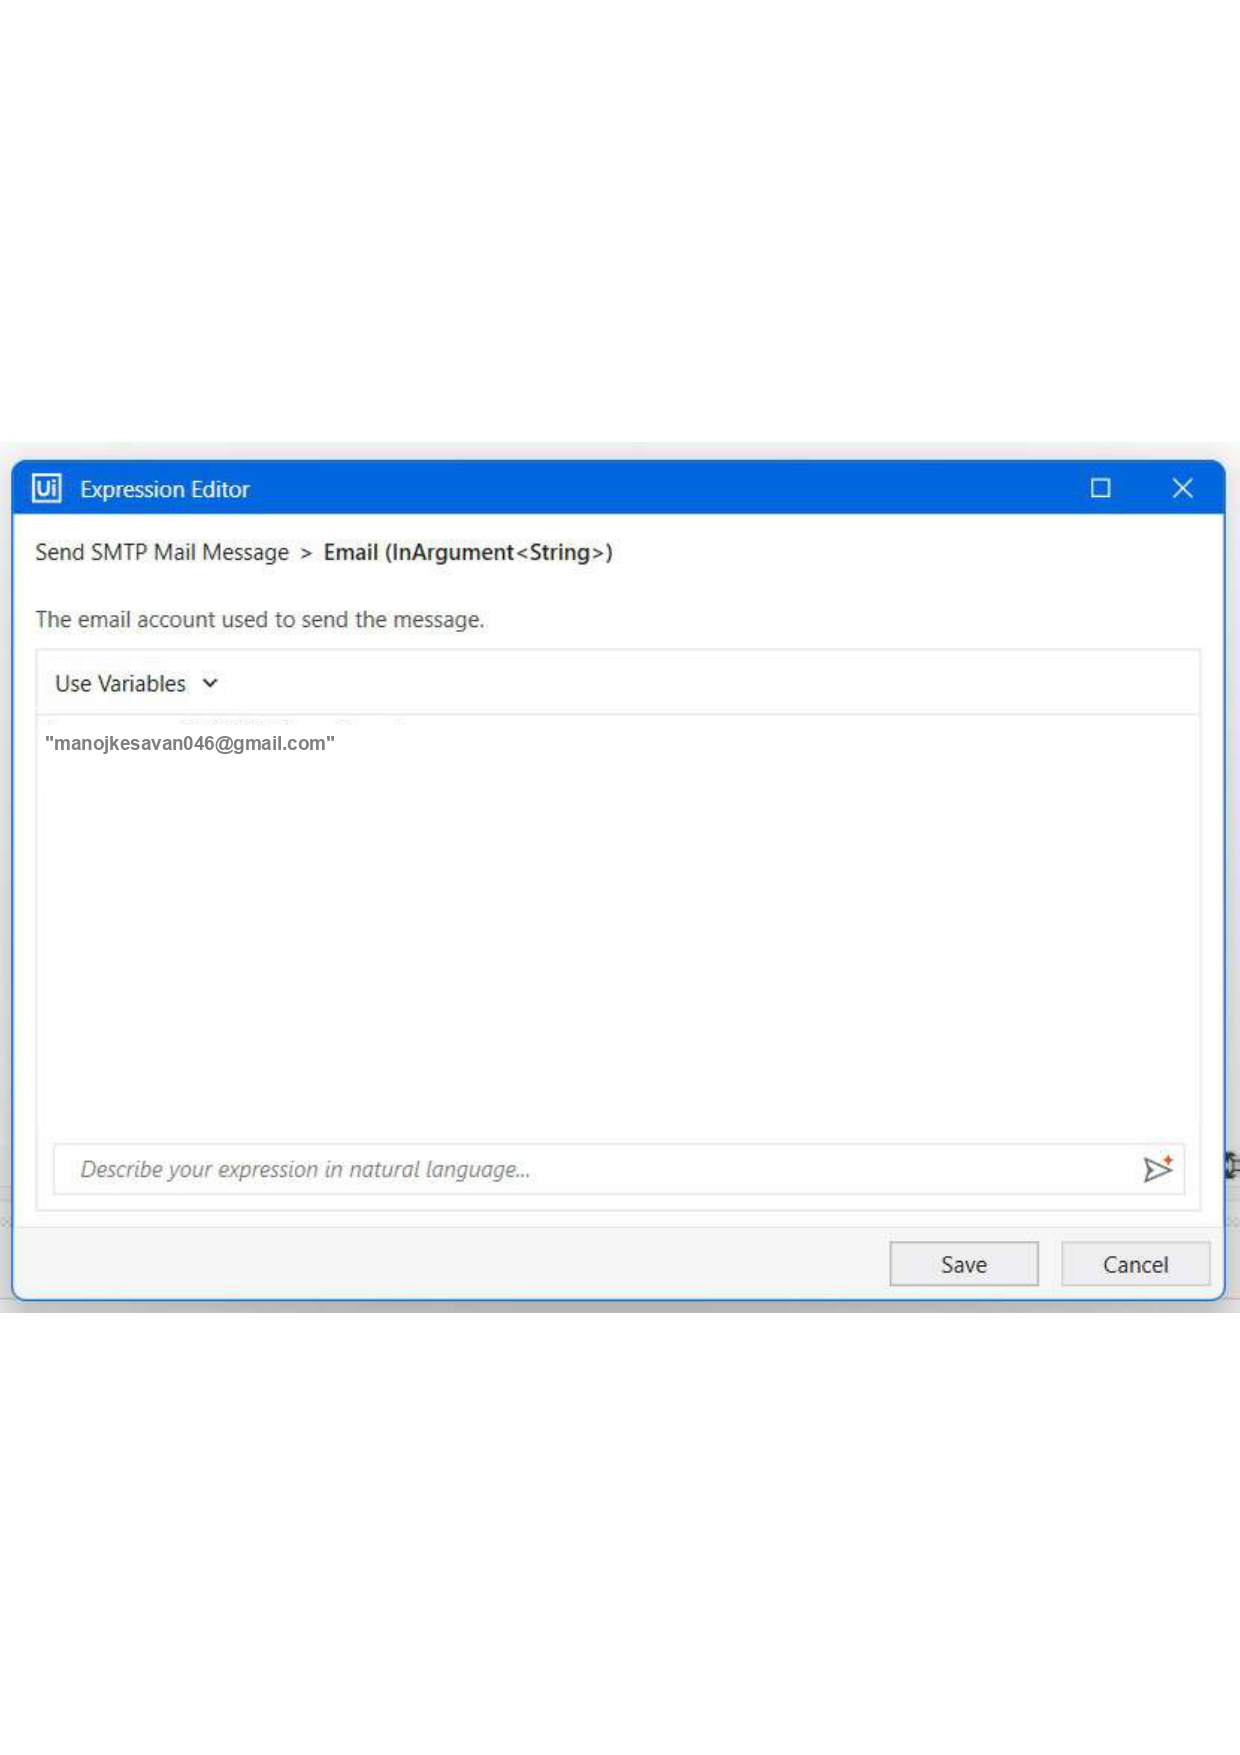 Ui Expression Editor
Send SMTP Mail Message > Email (InArgument<String>)
The email account used to send the message.
Use Variables
"manojkesavan046@gmail.com"
Describe your expression in natural language...
Save Cancel